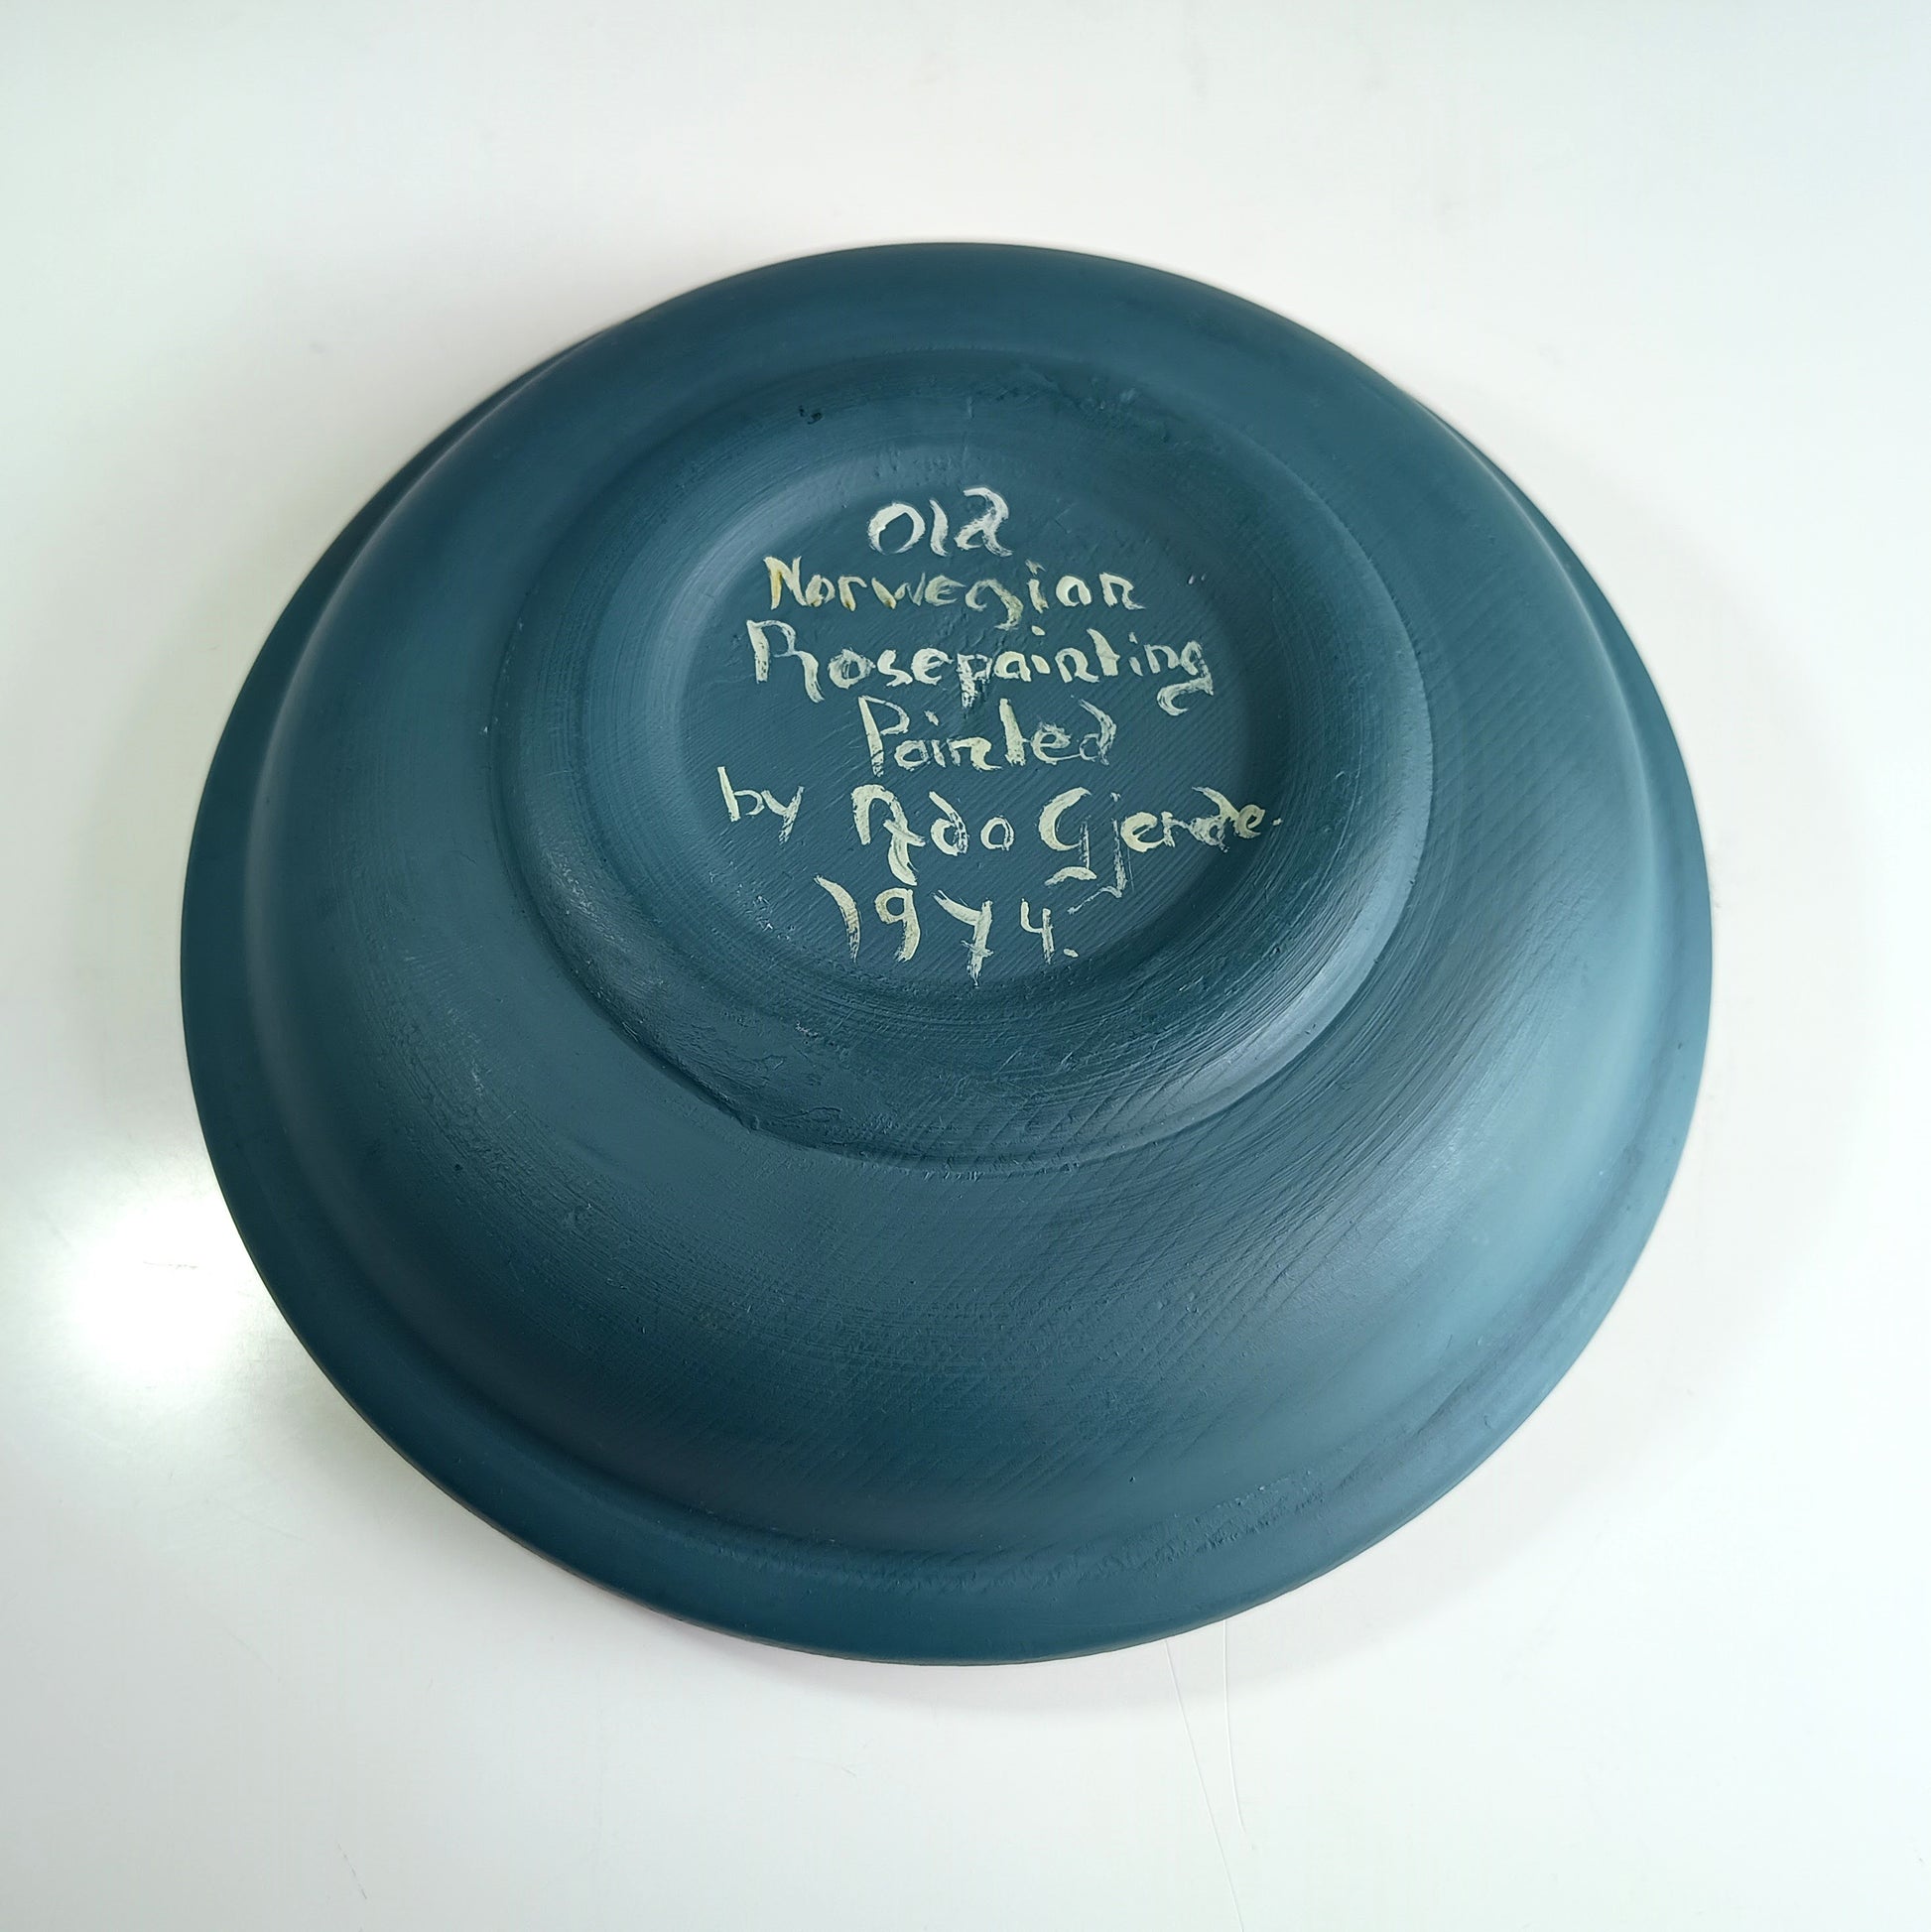 Old
Norwegian
Rosepainting
Painted
by Ado Gjerde.
1974.